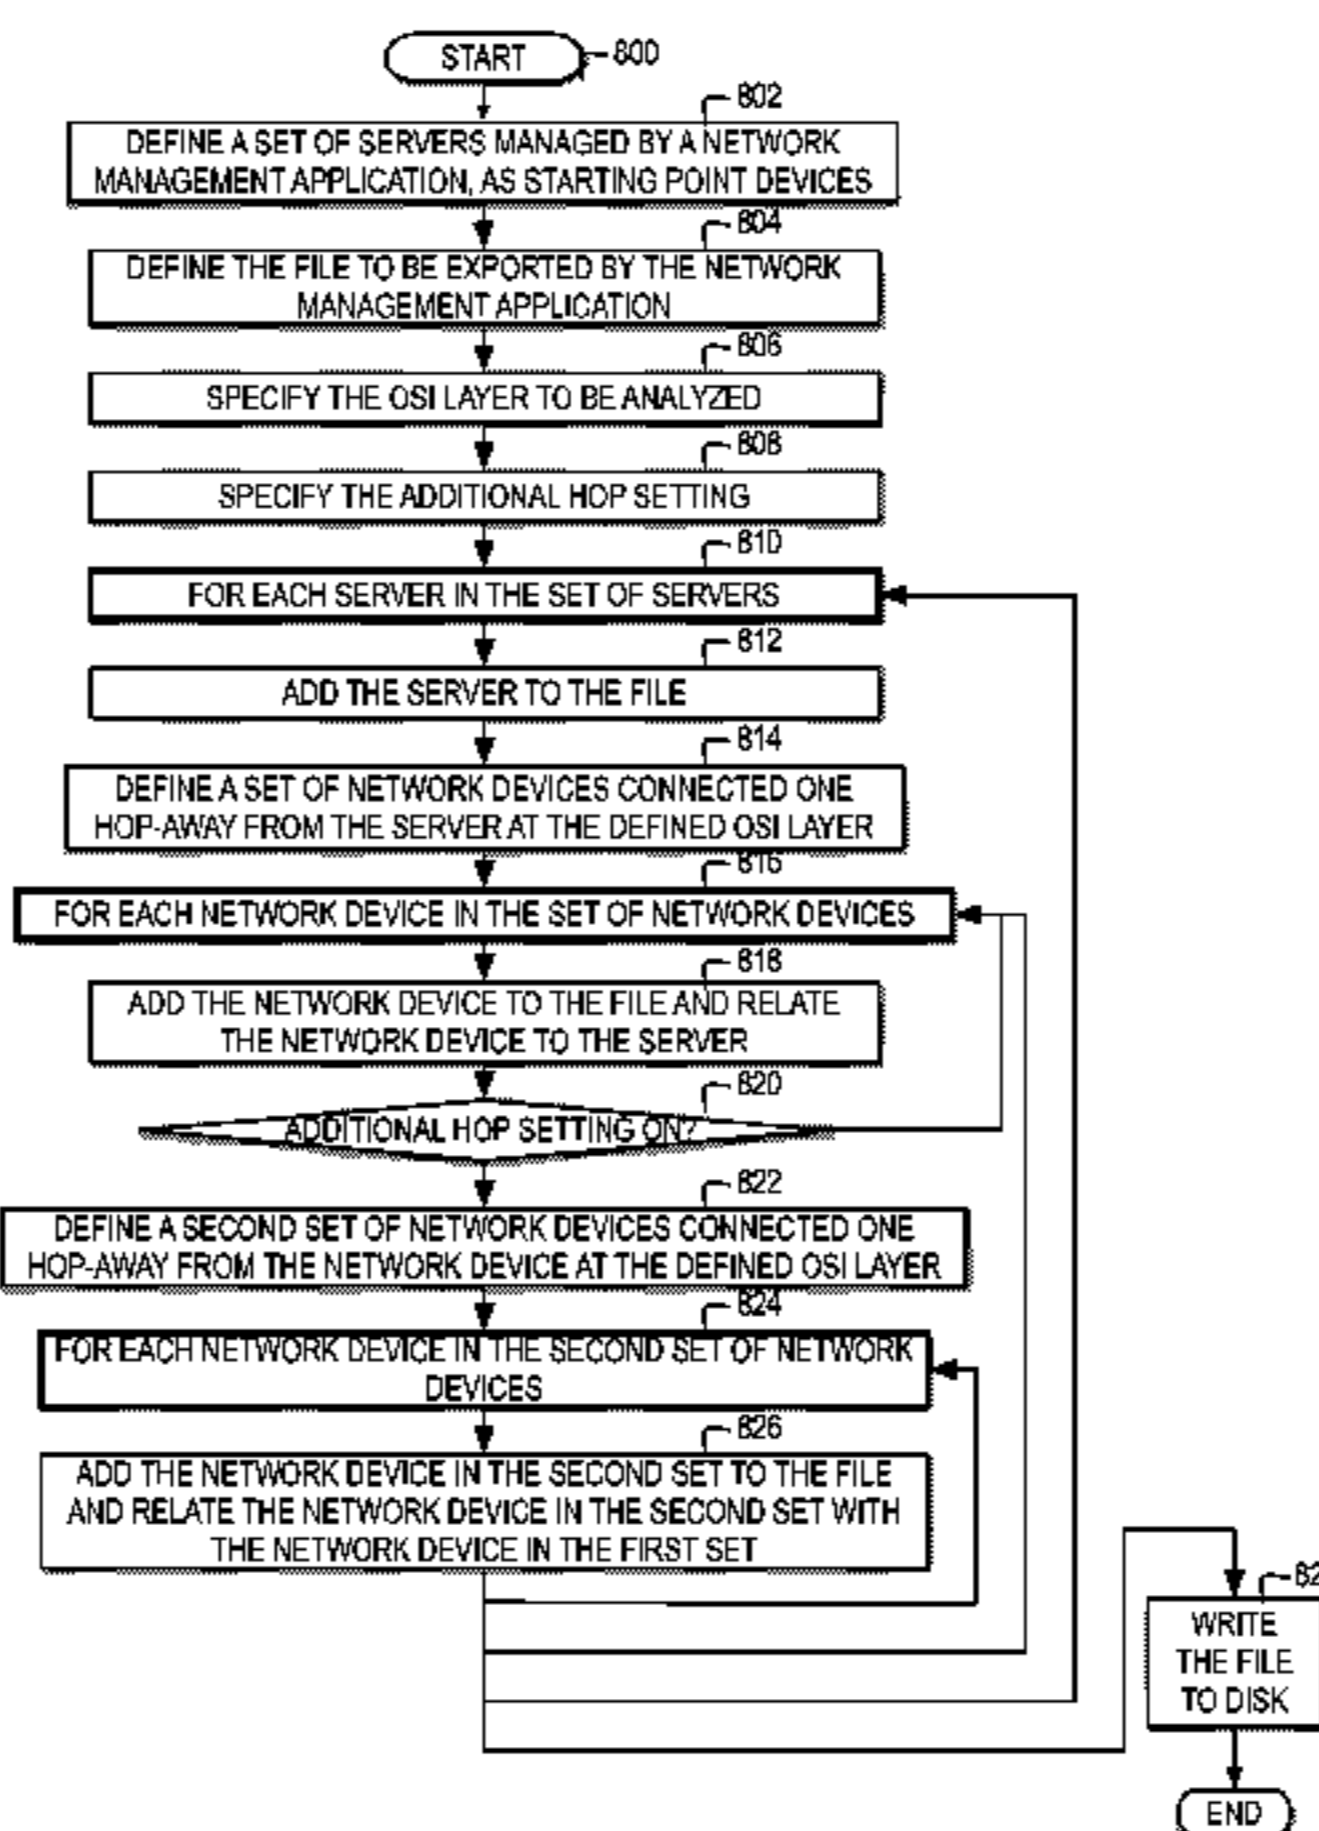 START
800
802
DEFINE A SET OF SERVERS MANAGED BY A NETWORK
MANAGEMENT APPLICATION, AS STARTING POINT DEVICES
804
DEFINE THE FILE TO BE EXPORTED BY THE NETWORK
MANAGEMENT APPLICATION
806
SPECIFY THE OSI LAYER TO BE ANALYZED
808
SPECIFY THE ADDITIONAL HOP SETTING
810
FOR EACH SERVER IN THE SET OF SERVERS
812
ADD THE SERVER TO THE FILE
814
DEFINE A SET OF NETWORK DEVICES CONNECTED ONE
HOP-AWAY FROM THE SERVER AT THE DEFINED OSI LAYER
816
FOR EACH NETWORK DEVICE IN THE SET OF NETWORK DEVICES
818
ADD THE NETWORK DEVICE TO THE FILE AND RELATE
THE NETWORK DEVICE TO THE SERVER
820
ADDITIONAL HOP SETTING ON?
822
DEFINE A SECOND SET OF NETWORK DEVICES CONNECTED ONE
HOP-AWAY FROM THE NETWORK DEVICE AT THE DEFINED OSI LAYER
824
FOR EACH NETWORK DEVICE IN THE SECOND SET OF NETWORK
DEVICES
826
ADD THE NETWORK DEVICE IN THE SECOND SET TO THE FILE
AND RELATE THE NETWORK DEVICE IN THE SECOND SET WITH
THE NETWORK DEVICE IN THE FIRST SET
WRITE
THE FILE
TO DISK
END